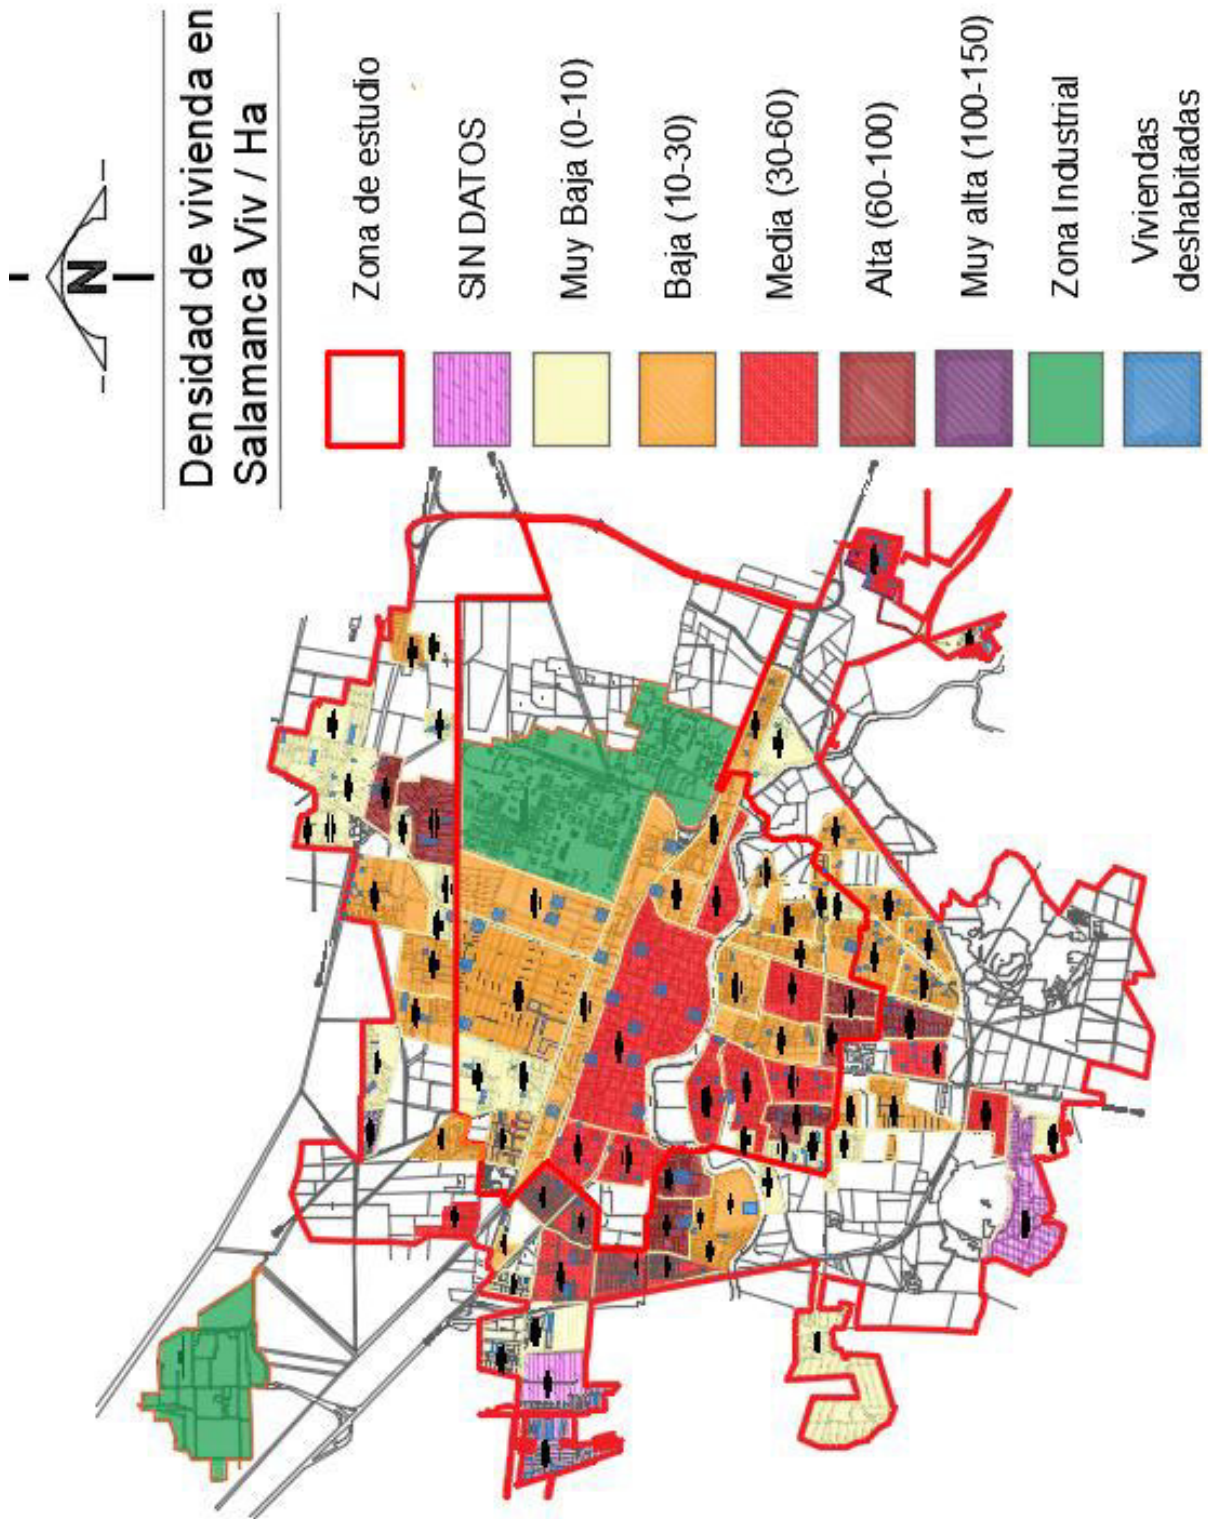 N
Densidad de vivienda en
Salamanca Viv / Ha
Zona de estudio
SIN DATOS
Muy Baja (0-10)
Baja (10-30)
Media (30-60)
Alta (60-100)
Muy alta (100-150)
Zona Industrial
Viviendas
deshabitadas